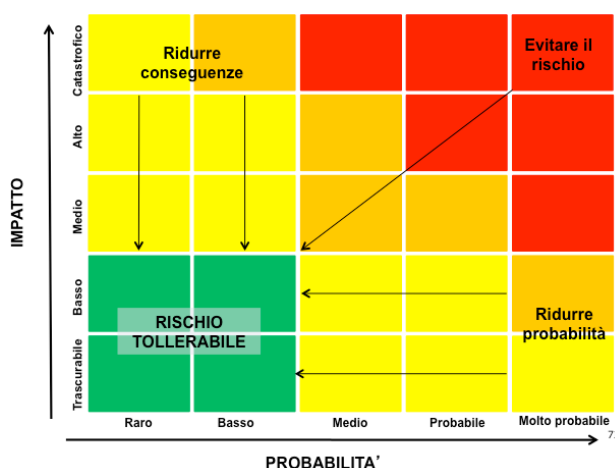 Catastrofico
Alto
Medio
Basso
Trascurabile
IMPATTO
Ridurre
conseguenze
Evitare il
rischio
RISCHIO
TOLLERABILE
Ridurre
probabilità
Raro
Basso
Medio
Probabile
Molto probabile
PROBABILITA’